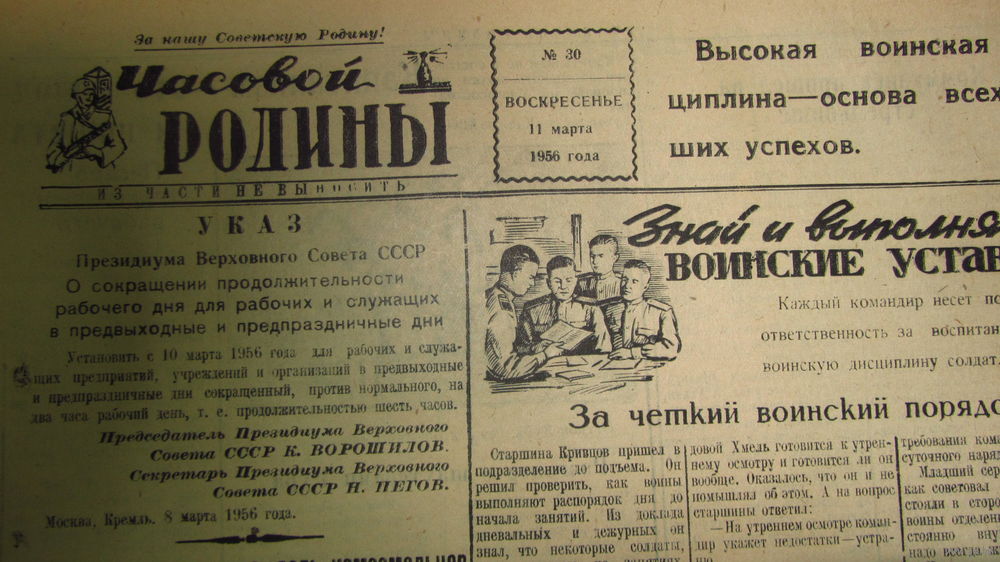 За нашу Советскую Родину!
Часовой
РОДИНЫ
ИЗ ЧАСТИ НЕ ВЫНОСИТЬ
№ 30
ВОСКРЕСЕНЬЕ
11 марта
1956 года
Высокая воинская
циплина—основа всех
ших успехов.
УКАЗ
Президиума Верховного Совета СССР
О сокращении продолжительности
рабочего дня для рабочих и служащих
в предвыходные и предпраздничные дни
Установить с 10 марта 1956 года для рабочих и служа-
щих предприятий, учреждений и организаций в предвыходные
и предпраздничные дни сокращенный, против нормального, на
два часа рабочий день, т. е. продолжительностью шесть часов.
Председатель Президиума Верховного
Совета СССР К. ВОРОШИЛОВ.
Секретарь Президиума Верховного
Совета СССР Н. ПЕГОВ.
Москва, Кремль. 8 марта 1956 года.
Знай и выполня
ВОИНСКИЕ УСТАВ
Каждый командир несет по
ответственность за воспитан
воинскую дисциплину солдат
За четкий воинский порядо
Старшина Кривцов пришел в
подразделение до подъема. Он
решил проверить, как воины
выполняют распорядок дня до
начала занятий. Из доклада
дневальных и дежурных он
знал, что некоторые солдаты,
довой Хмель готовится к утрен-
нему осмотру и готовится ли он
вообще. Оказалось, что он и не
помышлял об этом. А на вопрос
старшины ответил:
— На утреннем осмотре коман-
дир укажет недостатки—устра-
требования кома
суточного наряд
Младший сер
как советовал
стояли в сторо
воины отделени
стоянно вну
надо всегда